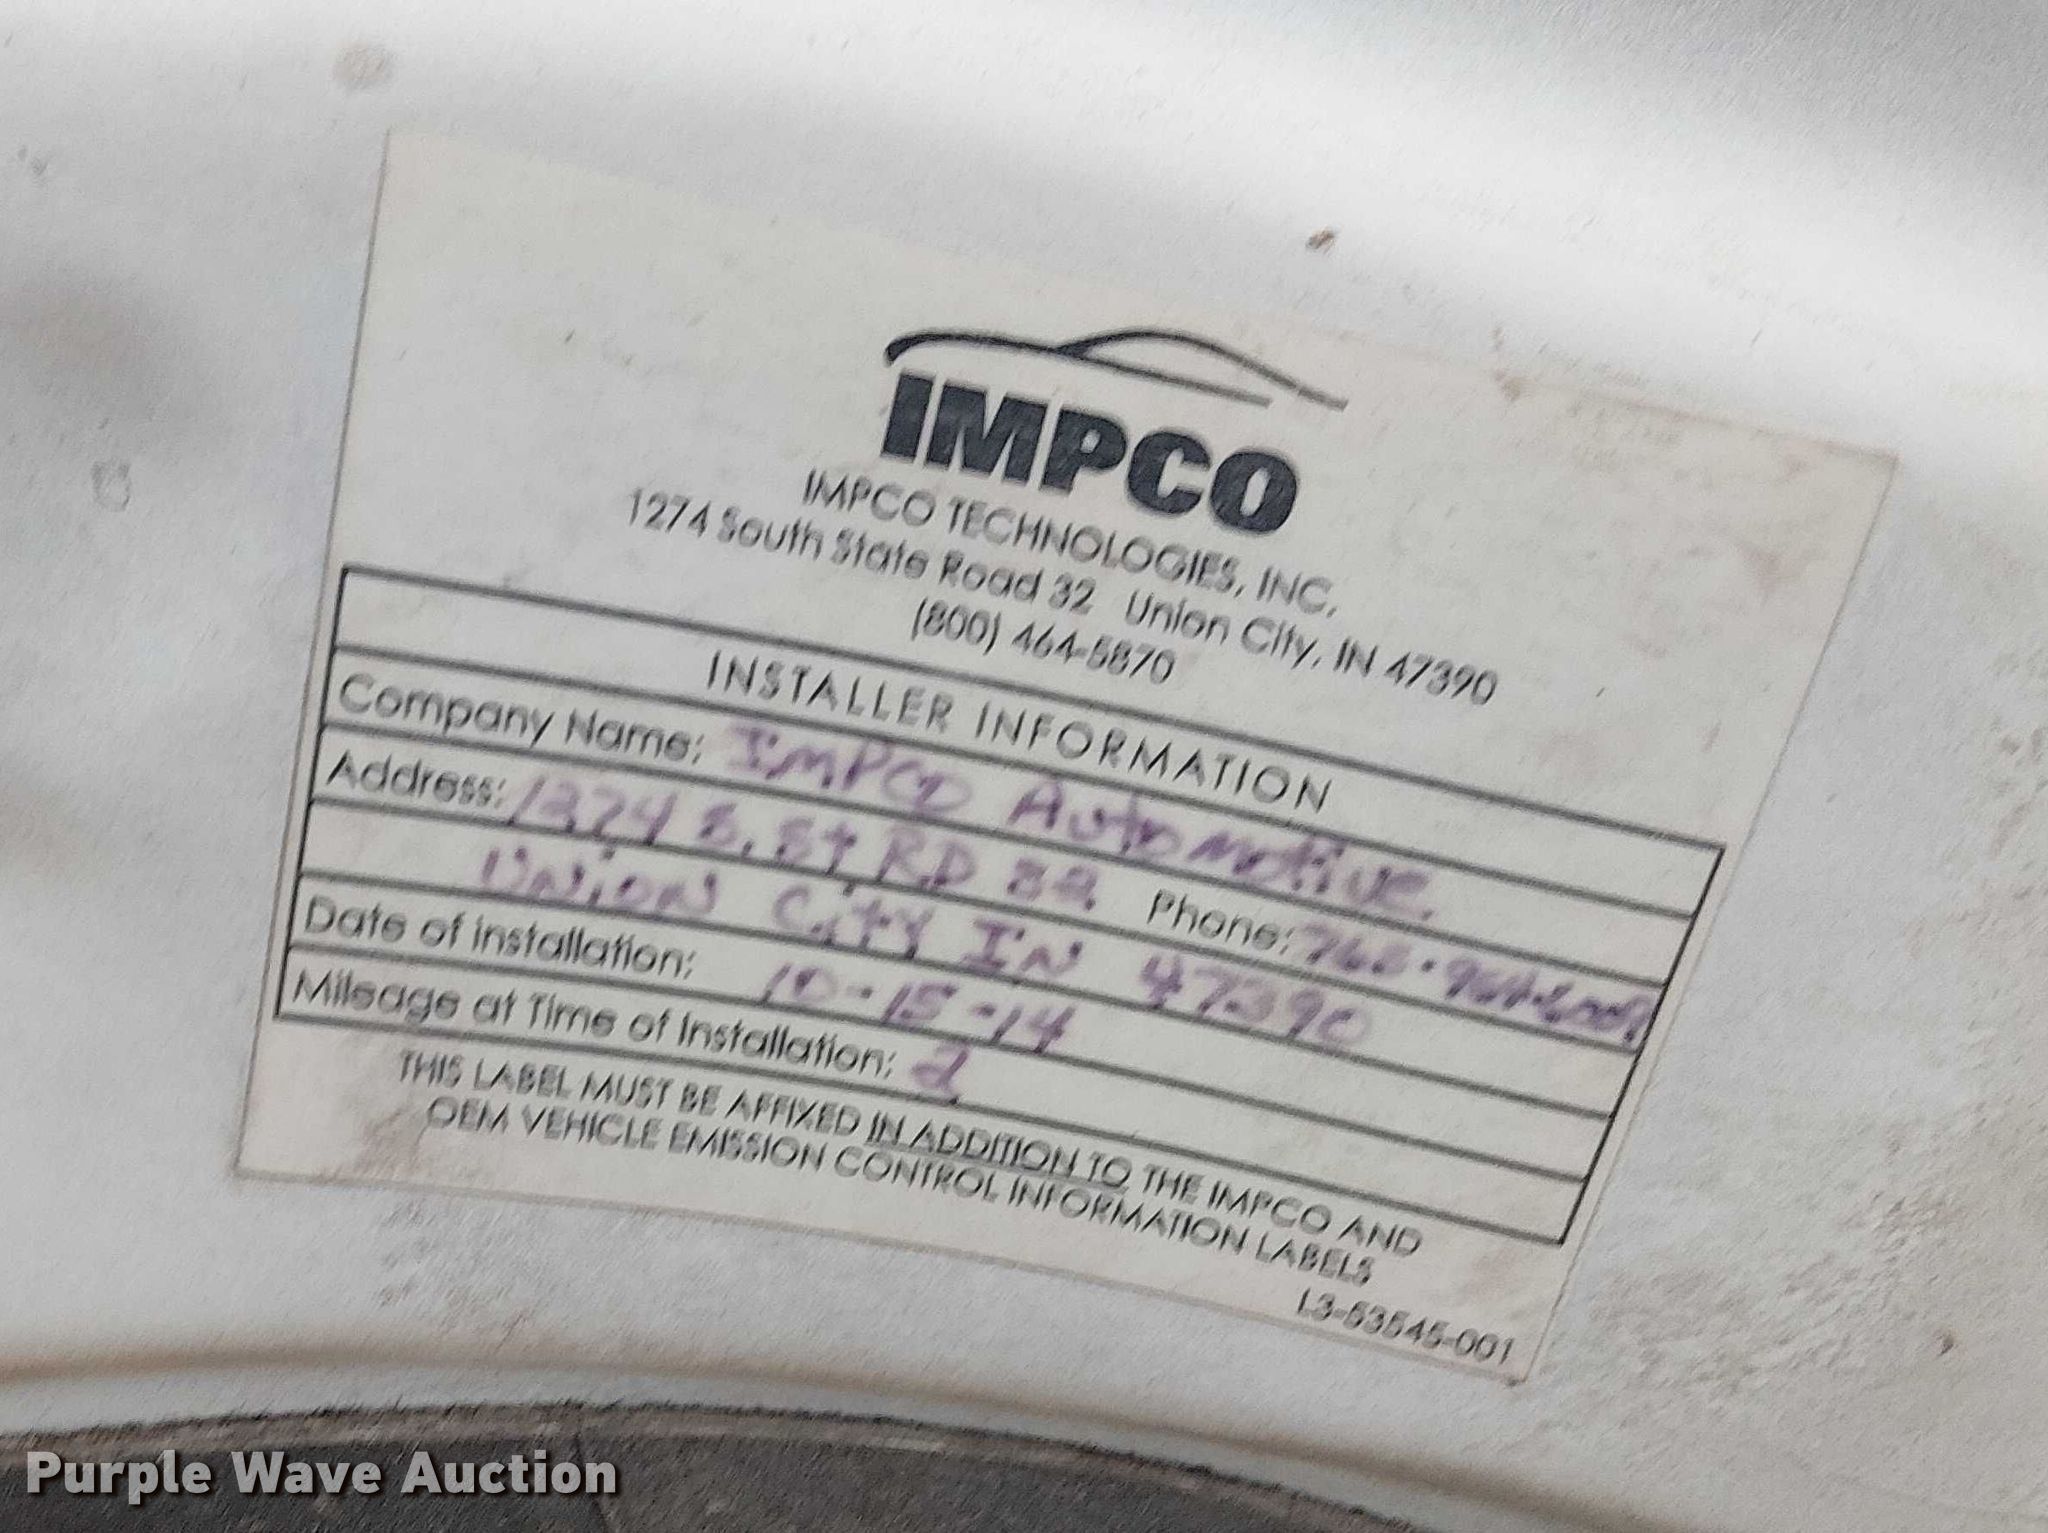 IMPCO
IMPCO TECHNOLOGIES, INC.
1274 South State Road 32 Union City, IN 47390
(800) 464-5870
INSTALLER INFORMATION
Company Name: IMPCO Automotive.
Address: 1274 S. St RD 32 Phone:
Union City IN 47390
Date of installation: 10-15-14
Mileage at Time of Installation: 2
THIS LABEL MUST BE AFFIXED IN ADDITION TO THE IMPCO AND
OEM VEHICLE EMISSION CONTROL INFORMATION LABELS
L3-53545-001
Purple Wave Auction